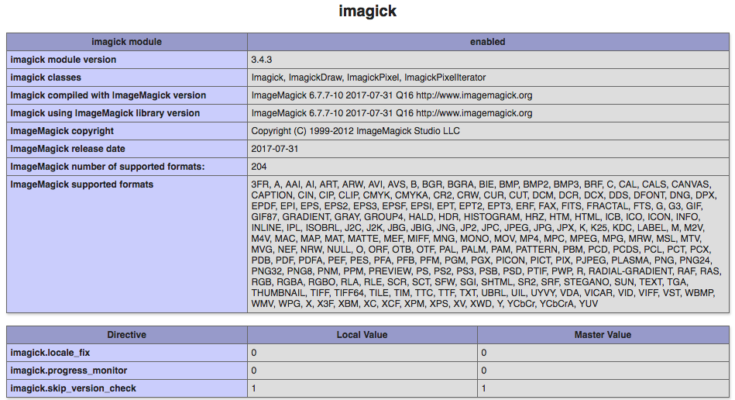 imagick
imagick module enabled
imagick module version 3.4.3
imagick classes Imagick, ImagickDraw, ImagickPixel, ImagickPixelIterator
Imagick compiled with ImageMagick version ImageMagick 6.7.7-10 2017-07-31 Q16 http://www.imagemagick.org
Imagick using ImageMagick library version ImageMagick 6.7.7-10 2017-07-31 Q16 http://www.imagemagick.org
ImageMagick copyright Copyright (C) 1999-2012 ImageMagick Studio LLC
ImageMagick release date 2017-07-31
ImageMagick number of supported formats: 204
ImageMagick supported formats 3FR, A, AAI, AI, ART, ARW, AVI, AVS, B, BGR, BGRA, BIE, BMP, BMP2, BMP3, BRF, C, CAL, CALS, CANVAS,
CAPTION, CIN, CIP, CLIP, CMYK, CMYKA, CR2, CRW, CUR, CUT, DCM, DCR, DCX, DDS, DFONT, DNG, DPX,
EPDF, EPI, EPS, EPS2, EPS3, EPSF, EPSI, EPT, EPT2, EPT3, ERF, FAX, FITS, FRACTAL, FTS, G, G3, GIF,
GIF87, GRADIENT, GRAY, GROUP4, HALD, HDR, HISTOGRAM, HRZ, HTM, HTML, ICB, ICO, ICON, INFO,
INLINE, IPL, ISOBRL, J2C, J2K, JBG, JBIG, JNG, JP2, JPC, JPEG, JPG, JPX, K, K25, KDC, LABEL, M, M2V,
M4V, MAC, MAP, MAT, MATTE, MEF, MIFF, MNG, MONO, MOV, MP4, MPC, MPEG, MPG, MRW, MSL, MTV,
MVG, NEF, NRW, NULL, O, ORF, OTB, OTF, PAL, PALM, PAM, PATTERN, PBM, PCD, PCDS, PCL, PCT, PCX,
PDB, PDF, PDFA, PEF, PES, PFA, PFB, PFM, PGM, PGX, PICON, PICT, PIX, PJPEG, PLASMA, PNG, PNG24,
PNG32, PNG8, PNM, PPM, PREVIEW, PS, PS2, PS3, PSB, PSD, PTIF, PWP, R, RADIAL-GRADIENT, RAF, RAS,
RGB, RGBA, RGBO, RLA, RLE, SCR, SCT, SFW, SGI, SHTML, SR2, SRF, STEGANO, SUN, TEXT, TGA,
THUMBNAIL, TIFF, TIFF64, TILE, TIM, TTC, TTF, TXT, UBRL, UIL, UYVY, VDA, VICAR, VID, VIFF, VST, WBMP,
WMV, WPG, X, X3F, XBM, XC, XCF, XPM, XPS, XV, XWD, Y, YCbCr, YCbCrA, YUV
Directive Local Value Master Value
imagick.locale_fix 0 0
imagick.progress_monitor 0 0
imagick.skip_version_check 1 1